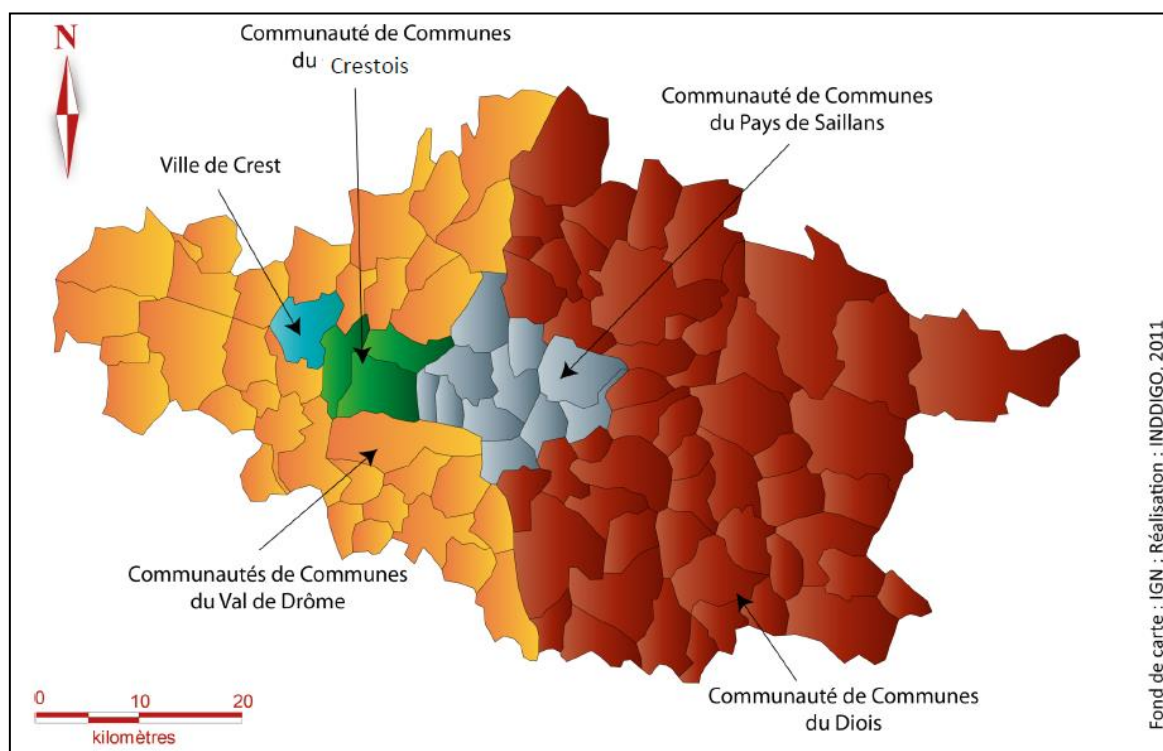 N
Communauté de Communes
du Crestois
Communauté de Communes
du Pays de Saillans
Ville de Crest
Communautés de Communes
du Val de Drôme
Communauté de Communes
du Diois
0 10 20
kilomètres
Fond de carte : IGN ; Réalisation : INDDIGO, 2011